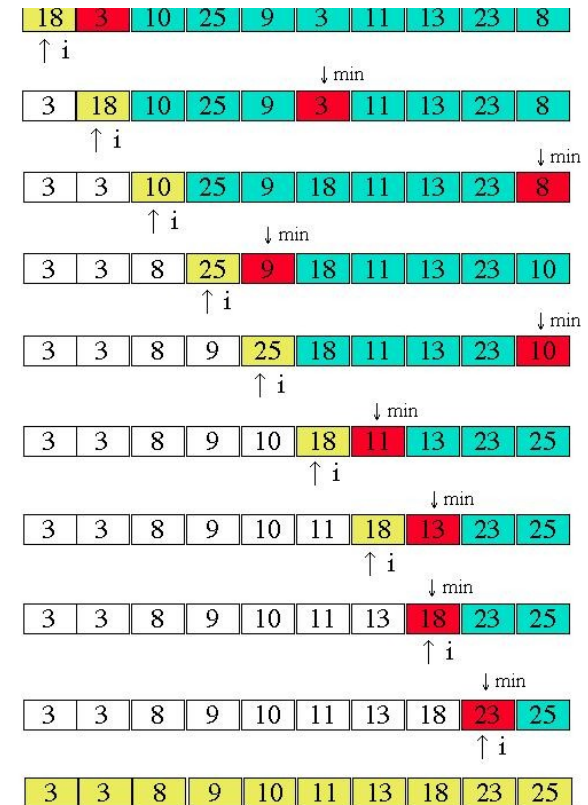 18 3 10 25 9 3 11 13 23 8
↑ i
↓ min
3 18 10 25 9 3 11 13 23 8
↑ i
↓ min
3 3 10 25 9 18 11 13 23 8
↑ i
↓ min
3 3 8 25 9 18 11 13 23 10
↑ i
↓ min
3 3 8 9 25 18 11 13 23 10
↑ i
↓ min
3 3 8 9 10 18 11 13 23 25
↑ i
↓ min
3 3 8 9 10 11 18 13 23 25
↑ i
↓ min
3 3 8 9 10 11 13 18 23 25
↑ i
↓ min
3 3 8 9 10 11 13 18 23 25
↑ i
3 3 8 9 10 11 13 18 23 25